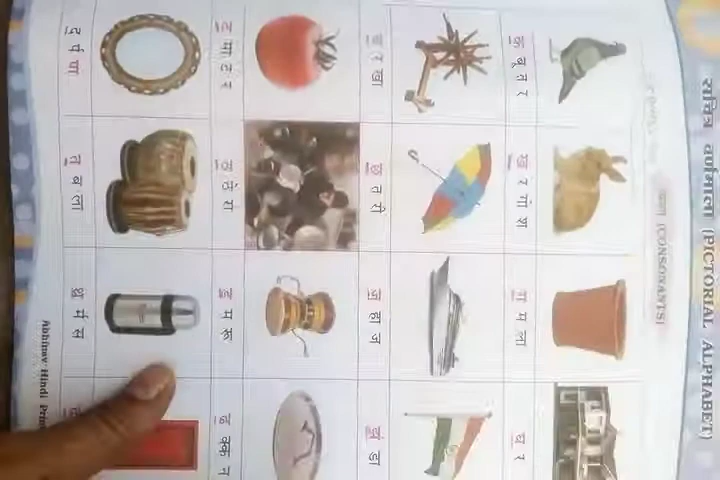 सचित्र वर्णमाला (PICTORIAL ALPHABET)
(CONSONANTS)
कबूतर खरगोश गमला घर
चरखा छतरी जहाज झंडा
टमाटर ठठेरा डमरू ढक्कन
दर्पण तबला थर्मस
Abhinav Hindi